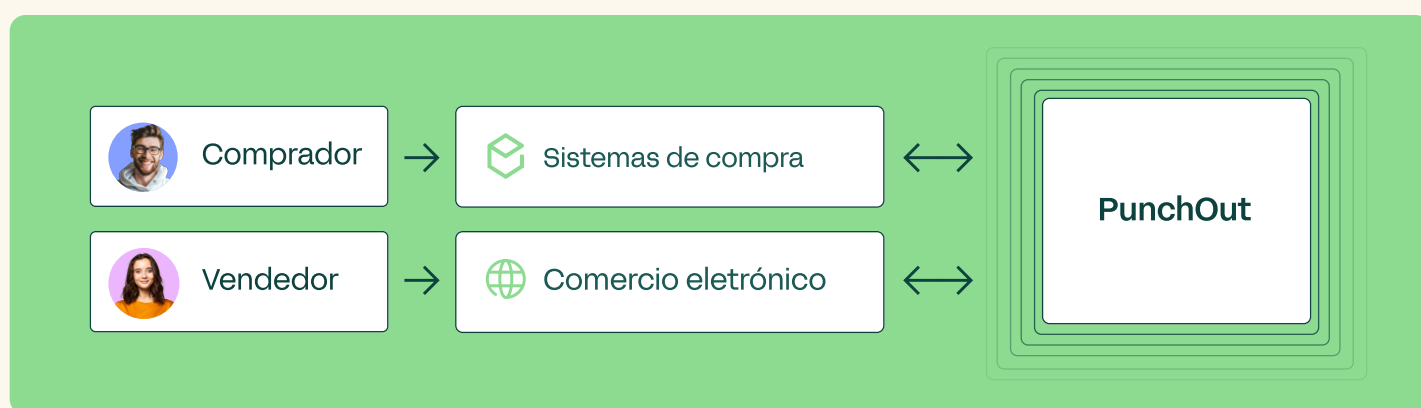 Comprador
Sistemas de compra
PunchOut
Vendedor
Comercio eletrónico